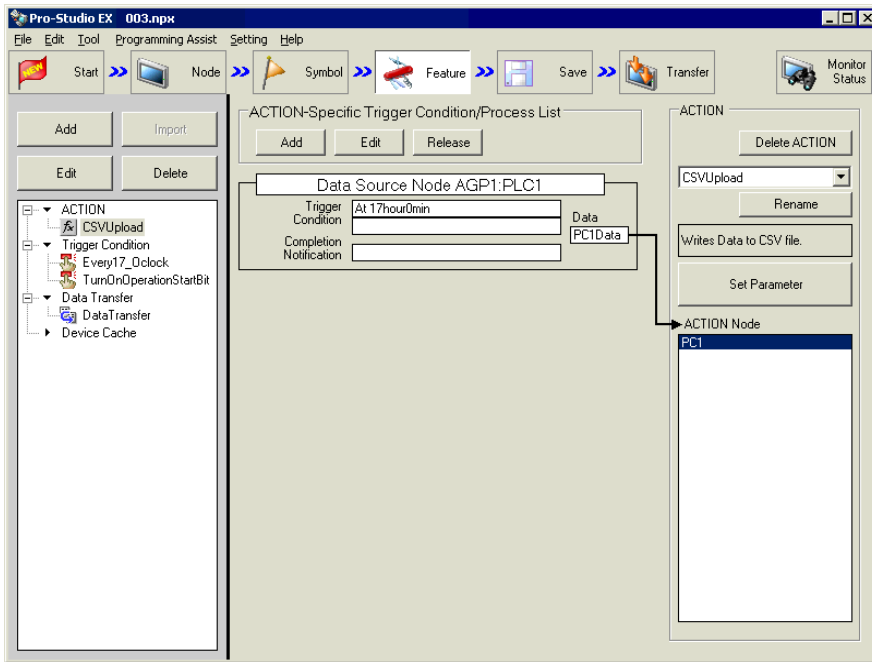 Pro-Studio EX 003.npx
File Edit Tool Programming Assist Setting Help
NEW Start Node Symbol Feature Save Transfer Monitor Status
Add Import
Edit Delete
ACTION
CSVUpload
Trigger Condition
Every17_Oclock
TurnOnOperationStartBit
Data Transfer
DataTransfer
Device Cache
ACTION-Specific Trigger Condition/Process List
Add Edit Release
Data Source Node AGP1:PLC1
Trigger Condition At 17hour0min
Data
PC1Data
Completion Notification
ACTION
Delete ACTION
CSVUpload
Rename
Writes Data to CSV file.
Set Parameter
ACTION Node
PC1